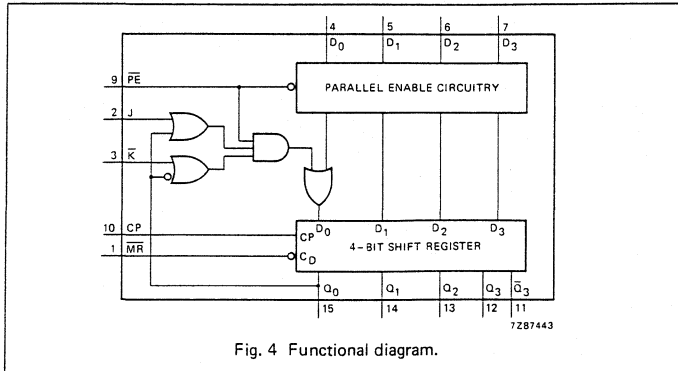 4 5 6 7
D0 D1 D2 D3
9 PE
PARALLEL ENABLE CIRCUITRY
2 J
3 K
D0 D1 D2 D3
10 CP
CP
4-BIT SHIFT REGISTER
1 MR
CD
Q0 Q1 Q2 Q3 Q̅3
15 14 13 12 11
7Z87443
Fig. 4 Functional diagram.